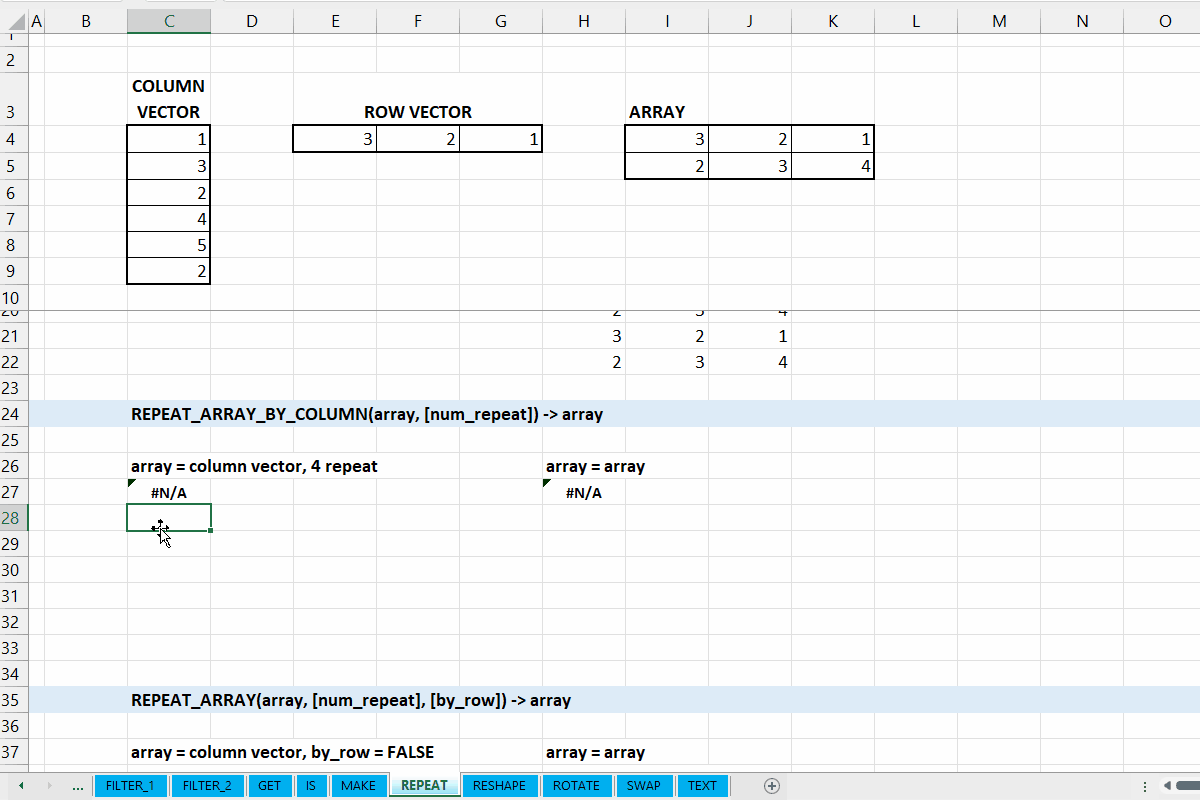 A B C D E F G H I J K L M N O
1
2
COLUMN
3 VECTOR ROW VECTOR ARRAY
4 1 3 2 1 3 2 1
5 3 2 3 4
6 2
7 4
8 5
9 2
10
20 2 3 4
21 3 2 1
22 2 3 4
23
24 REPEAT_ARRAY_BY_COLUMN(array, [num_repeat]) -> array
25
26 array = column vector, 4 repeat array = array
27 #N/A #N/A
28
29
30
31
32
33
34
35 REPEAT_ARRAY(array, [num_repeat], [by_row]) -> array
36
37 array = column vector, by_row = FALSE array = array
... FILTER_1 FILTER_2 GET IS MAKE REPEAT RESHAPE ROTATE SWAP TEXT